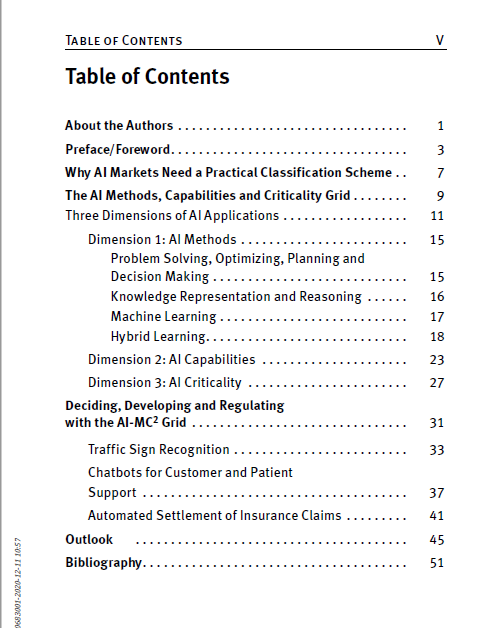 TABLE OF CONTENTS V
Table of Contents
About the Authors . . . . . . . . . . . . . . . . . . . . . . . . . . . . . . . . . 1
Preface/Foreword. . . . . . . . . . . . . . . . . . . . . . . . . . . . . . . . . . 3
Why AI Markets Need a Practical Classification Scheme . . 7
The AI Methods, Capabilities and Criticality Grid . . . . . . . . 9
Three Dimensions of AI Applications . . . . . . . . . . . . . . . . . . 11
Dimension 1: AI Methods . . . . . . . . . . . . . . . . . . . . . . . . 15
Problem Solving, Optimizing, Planning and
Decision Making . . . . . . . . . . . . . . . . . . . . . . . . . . . . 15
Knowledge Representation and Reasoning . . . . . . 16
Machine Learning . . . . . . . . . . . . . . . . . . . . . . . . . . . 17
Hybrid Learning. . . . . . . . . . . . . . . . . . . . . . . . . . . . . 18
Dimension 2: AI Capabilities . . . . . . . . . . . . . . . . . . . . . 23
Dimension 3: AI Criticality . . . . . . . . . . . . . . . . . . . . . . . 27
Deciding, Developing and Regulating
with the AI-MC² Grid . . . . . . . . . . . . . . . . . . . . . . . . . . . . . . . 31
Traffic Sign Recognition . . . . . . . . . . . . . . . . . . . . . . . . . 33
Chatbots for Customer and Patient
Support . . . . . . . . . . . . . . . . . . . . . . . . . . . . . . . . . . . . . . 37
Automated Settlement of Insurance Claims . . . . . . . . . 41
Outlook . . . . . . . . . . . . . . . . . . . . . . . . . . . . . . . . . . . . . . . 45
Bibliography. . . . . . . . . . . . . . . . . . . . . . . . . . . . . . . . . . . . . . 51
9683001-2020-12-11 10:57